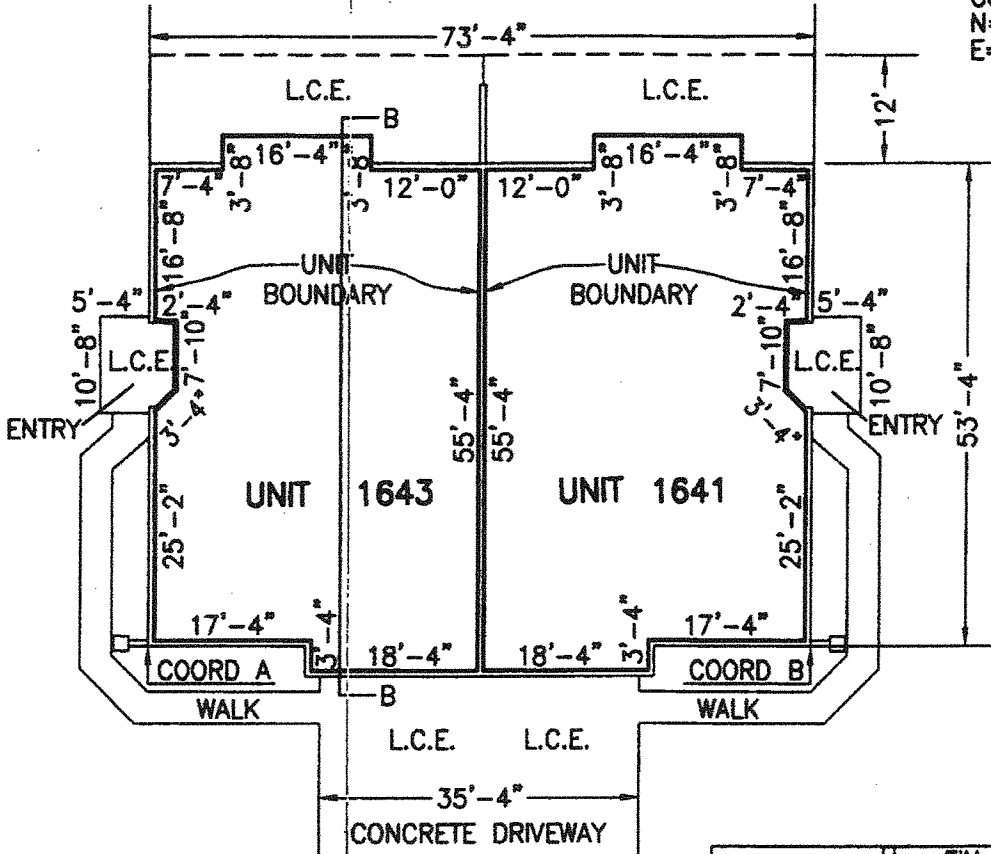 73'-4"
L.C.E. L.C.E.
12'-
B
16'-4" 16'-4"
3'-8" 3'-8" 3'-8" 3'-8"
7'-4" 12'-0" 12'-0" 7'-4"
16'-8" 16'-8"
UNIT BOUNDARY
UNIT BOUNDARY
5'-4" 2'-4" 2'-4" 5'-4"
10'-8" L.C.E. 7'-10" 7'-10" L.C.E. 10'-8"
ENTRY 3'-4" 3'-4" ENTRY
55'-4" 55'-4"
53'-4"
UNIT 1643 UNIT 1641
25'-2" 25'-2"
17'-4" 3'-4" 3'-4" 17'-4"
18'-4" 18'-4"
COORD A COORD B
B
WALK WALK
L.C.E. L.C.E.
35'-4"
CONCRETE DRIVEWAY